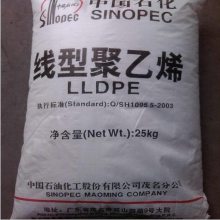 中国石化
SINOPEC SINOPEC
线型聚乙烯
LLDPE
执行标准(Standard):Q/SH1095 5-2003
净含量(Net Wt.):25kg
中国石油化工股份有限公司茂名分公司
SINOPEC MAOMING COMPANY